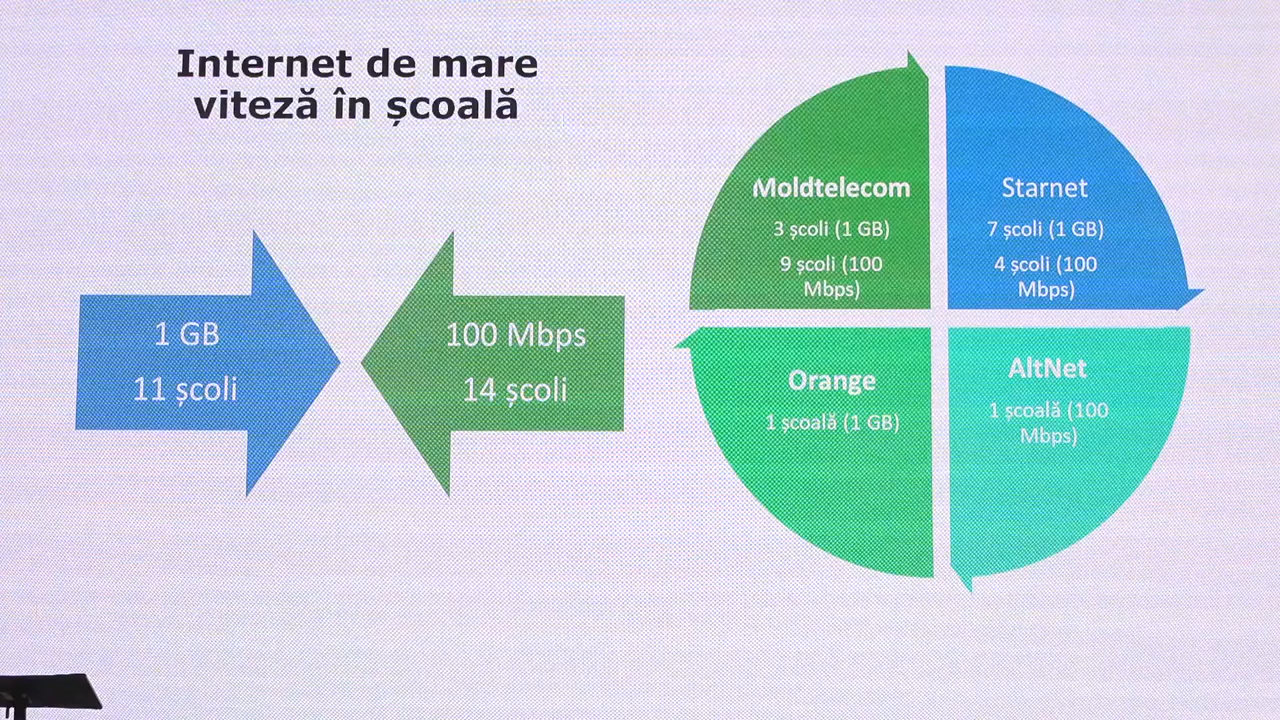 Internet de mare
viteză în școală
1 GB
11 școli
100 Mbps
14 școli
Moldtelecom
3 școli (1 GB)
9 școli (100
Mbps)
Starnet
7 școli (1 GB)
4 școli (100
Mbps)
Orange
1 școală (1 GB)
AltNet
1 școală (100
Mbps)